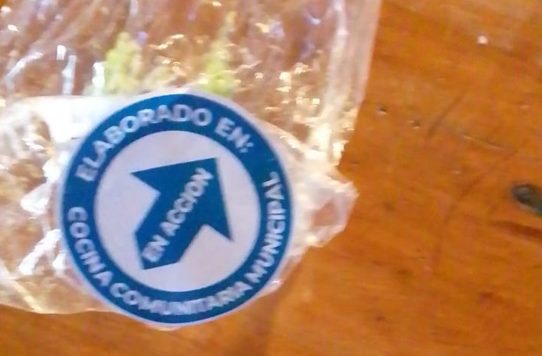 ELABORADO EN:
EN ACCION
COCINA COMUNITARIA MUNICIPAL